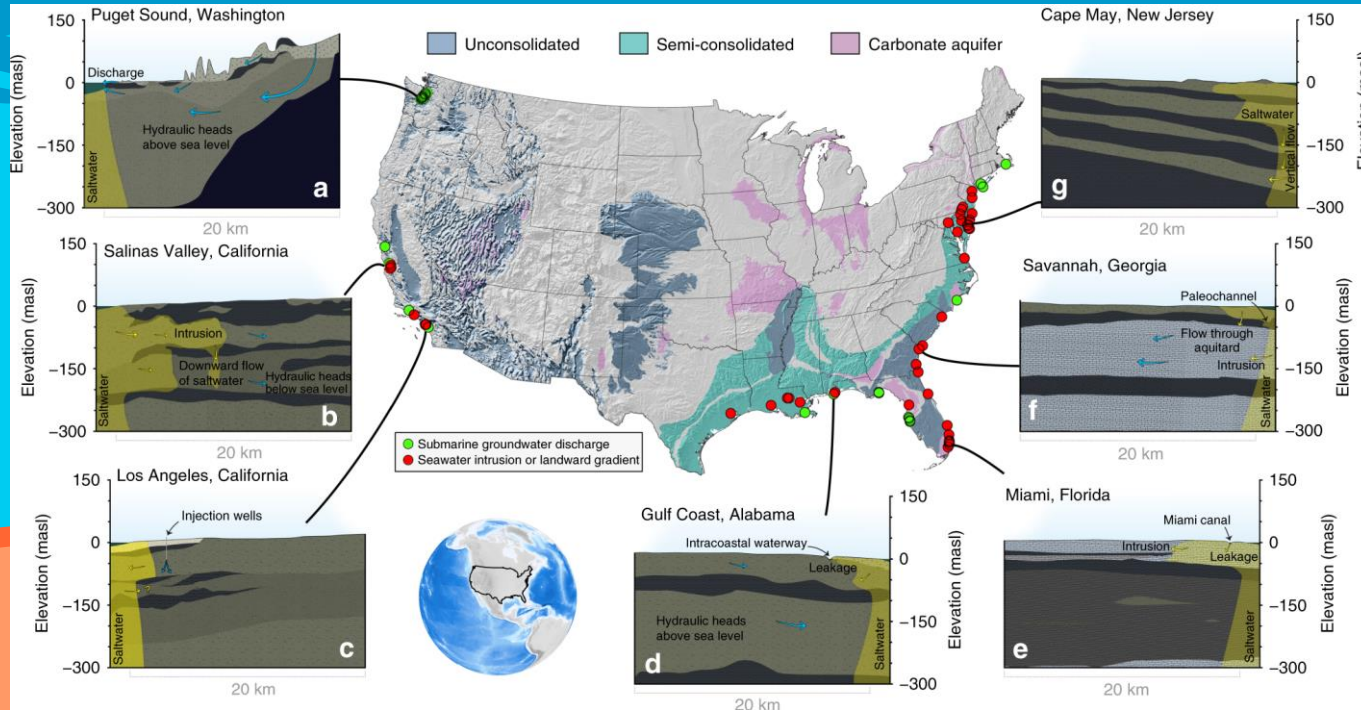 Puget Sound, Washington
150
0
−150
−300
Elevation (masl)
Discharge
Hydraulic heads
above sea level
Saltwater
a
20 km
Unconsolidated
Semi-consolidated
Carbonate aquifer
Cape May, New Jersey
150
0
−150
−300
Elevation (masl)
Saltwater
Vertical flow
g
20 km
Salinas Valley, California
150
0
−150
−300
Elevation (masl)
Intrusion
Downward flow
of saltwater
Hydraulic heads
below sea level
Saltwater
b
20 km
Savannah, Georgia
150
0
−150
−300
Elevation (masl)
Paleochannel
Flow through
aquitard
Intrusion
Saltwater
f
20 km
Submarine groundwater discharge
Seawater intrusion or landward gradient
Los Angeles, California
150
0
−150
−300
Elevation (masl)
Injection wells
Saltwater
c
20 km
Gulf Coast, Alabama
150
0
−150
−300
Elevation (masl)
Intracoastal waterway
Leakage
Hydraulic heads
above sea level
Saltwater
d
20 km
Miami, Florida
150
0
−150
−300
Elevation (masl)
Miami canal
Intrusion
Leakage
Saltwater
e
20 km